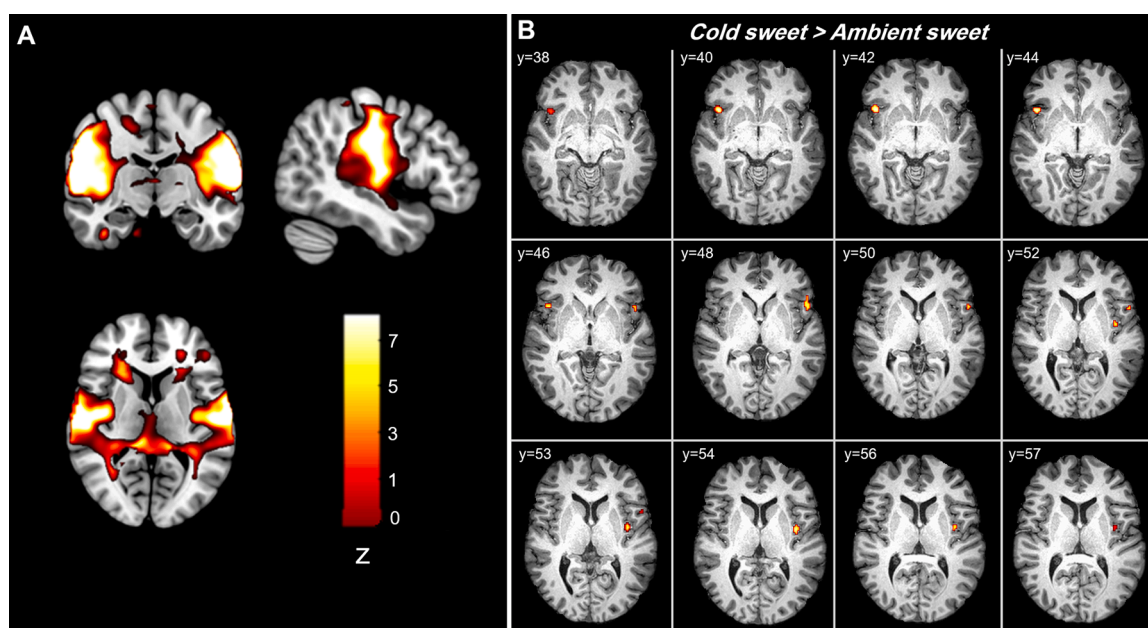 A
7
5
3
1
0
Z
B
Cold sweet > Ambient sweet
y=38
y=40
y=42
y=44
y=46
y=48
y=50
y=52
y=53
y=54
y=56
y=57